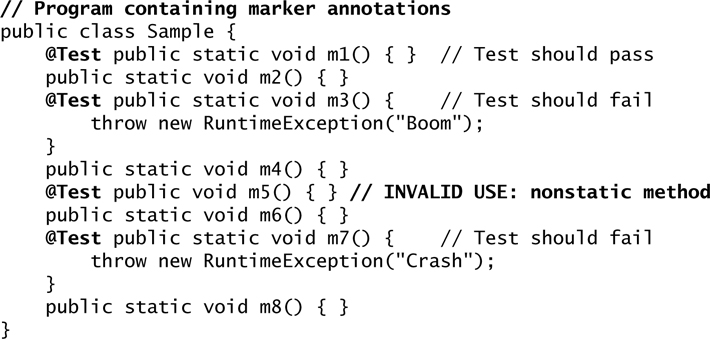 // Program containing marker annotations
public class Sample {
    @Test public static void m1() { }  // Test should pass
    public static void m2() { }
    @Test public static void m3() {    // Test should fail
        throw new RuntimeException("Boom");
    }
    public static void m4() { }
    @Test public void m5() { } // INVALID USE: nonstatic method
    public static void m6() { }
    @Test public static void m7() {    // Test should fail
        throw new RuntimeException("Crash");
    }
    public static void m8() { }
}